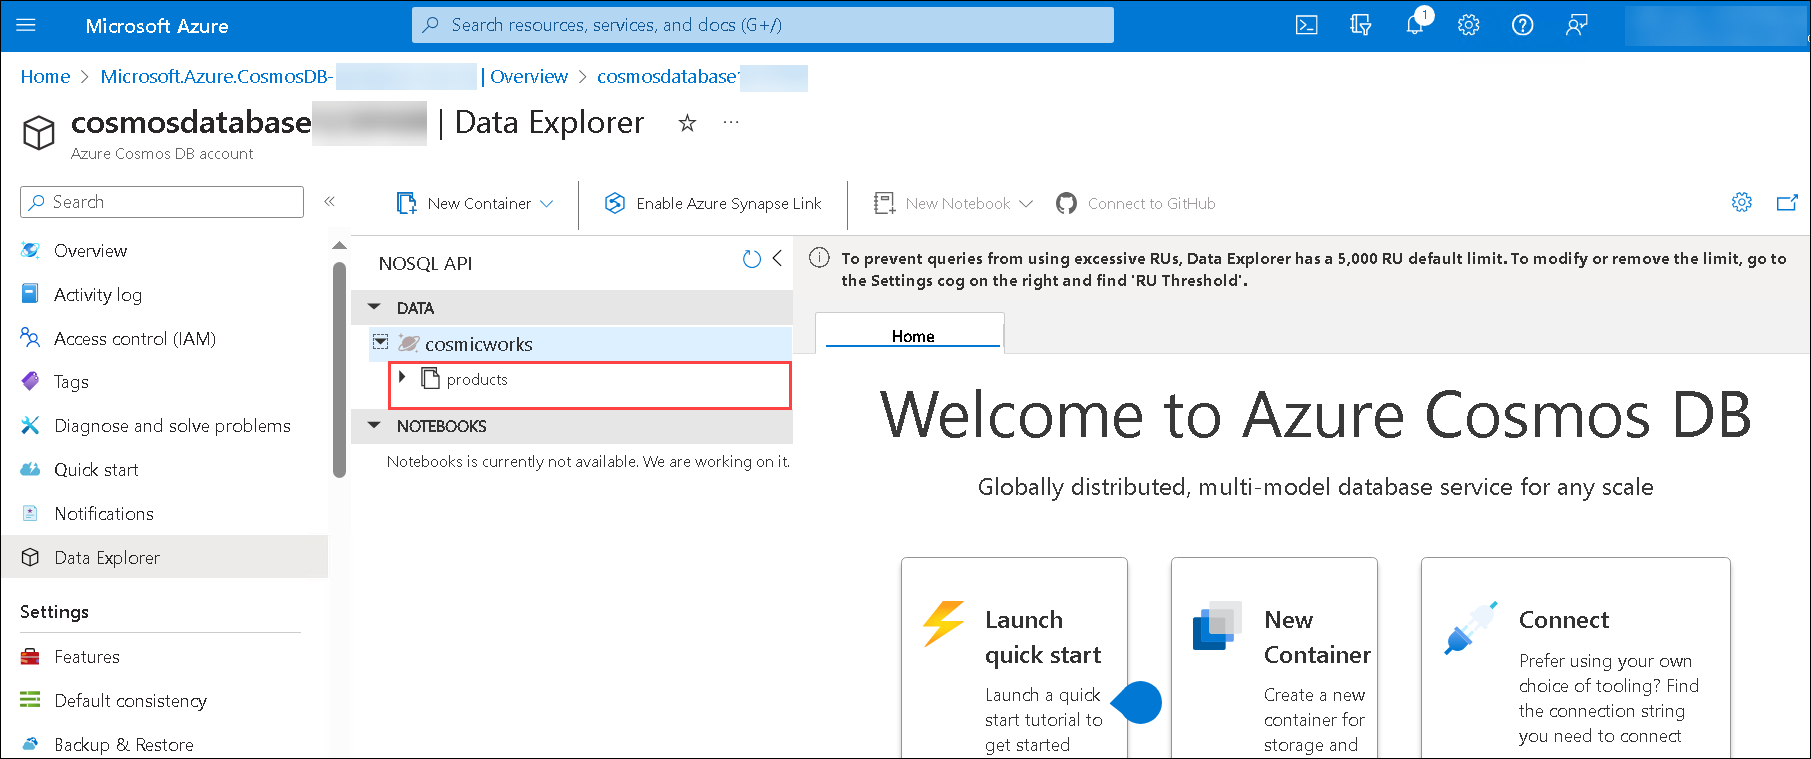 Microsoft Azure
Search resources, services, and docs (G+/)
1
Home > Microsoft.Azure.CosmosDB- | Overview > cosmosdatabase
cosmosdatabase | Data Explorer ☆ ...
Azure Cosmos DB account
Search
«
New Container
Enable Azure Synapse Link
New Notebook
Connect to GitHub
Overview
Activity log
Access control (IAM)
Tags
Diagnose and solve problems
Quick start
Notifications
Data Explorer
Settings
Features
Default consistency
Backup & Restore
NOSQL API
DATA
cosmicworks
products
NOTEBOOKS
Notebooks is currently not available. We are working on it.
To prevent queries from using excessive RUs, Data Explorer has a 5,000 RU default limit. To modify or remove the limit, go to
the Settings cog on the right and find 'RU Threshold'.
Home
Welcome to Azure Cosmos DB
Globally distributed, multi-model database service for any scale
Launch
quick start
Launch a quick
start tutorial to
get started
New
Container
Create a new
container for
storage and
Connect
Prefer using your own
choice of tooling? Find
the connection string
you need to connect